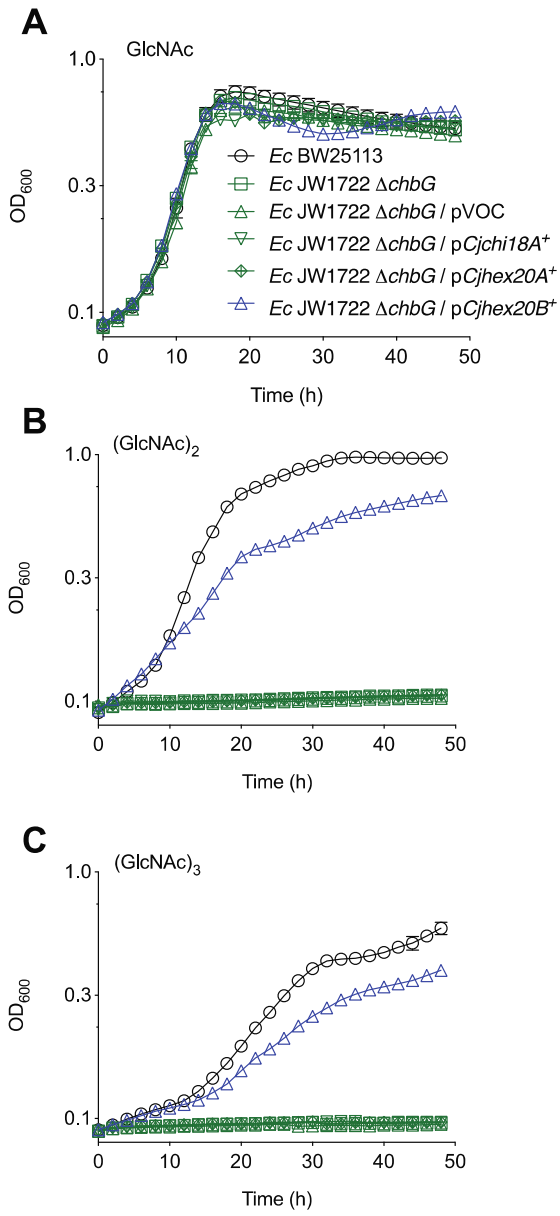 A
GlcNAc
1.0
0.3
0.1
OD600
Ec BW25113
Ec JW1722 ΔchbG
Ec JW1722 ΔchbG / pVOC
Ec JW1722 ΔchbG / pCjchi18A+
Ec JW1722 ΔchbG / pCjhex20A+
Ec JW1722 ΔchbG / pCjhex20B+
0 10 20 30 40 50
Time (h)
B
(GlcNAc)2
1.0
0.3
0.1
OD600
0 10 20 30 40 50
Time (h)
C
(GlcNAc)3
1.0
0.3
0.1
OD600
0 10 20 30 40 50
Time (h)